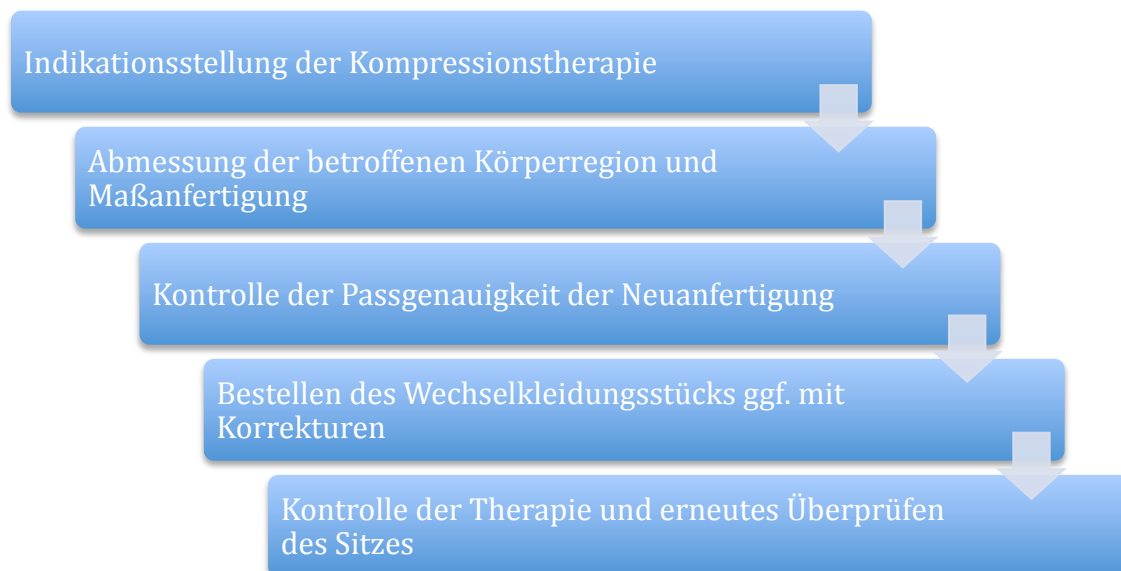 Indikationsstellung der Kompressionstherapie
Abmessung der betroffenen Körperregion und
Maßanfertigung
Kontrolle der Passgenauigkeit der Neuanfertigung
Bestellen des Wechselkleidungsstücks ggf. mit
Korrekturen
Kontrolle der Therapie und erneutes Überprüfen
des Sitzes